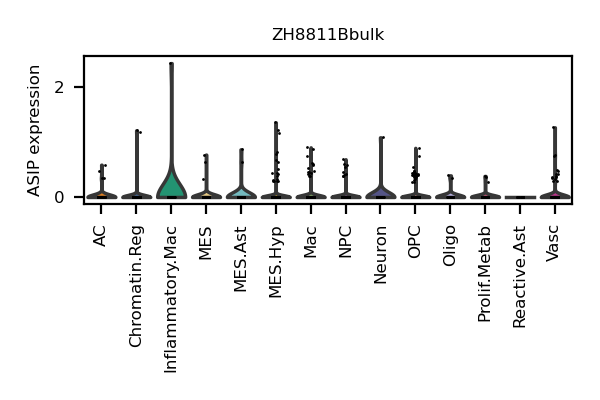 ZH8811Bbulk
ASIP expression
2
0
AC
Chromatin.Reg
Inflammatory.Mac
MES
MES.Ast
MES.Hyp
Mac
NPC
Neuron
OPC
Oligo
Prolif.Metab
Reactive.Ast
Vasc